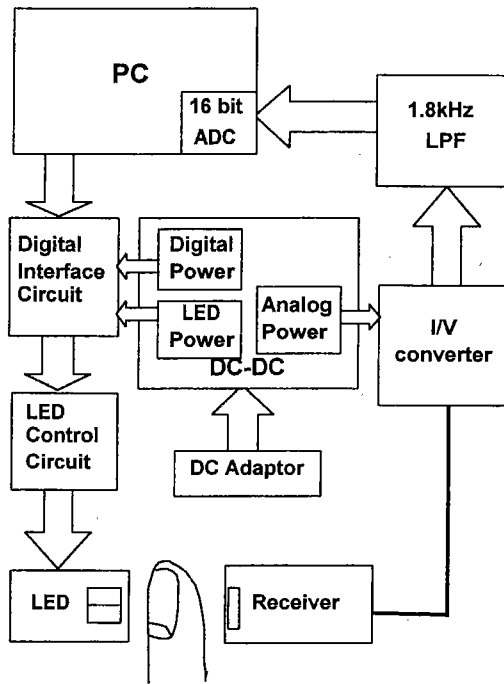 PC
16 bit
ADC
1.8kHz
LPF
Digital
Interface
Circuit
Digital
Power
LED
Power
Analog
Power
DC-DC
I/V
converter
LED
Control
Circuit
DC Adaptor
LED
Receiver